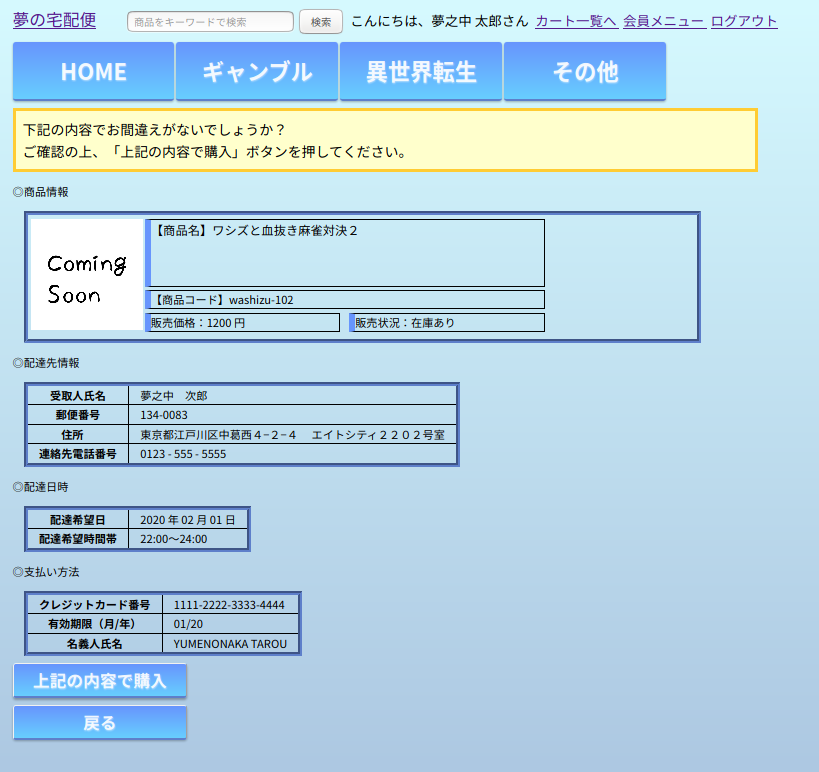 夢の宅配便 商品をキーワードで検索 検索 こんにちは、夢之中 太郎さん カート一覧へ 会員メニュー ログアウト
HOME ギャンブル 異世界転生 その他
下記の内容でお間違えがないでしょうか？
ご確認の上、「上記の内容で購入」ボタンを押してください。
◎商品情報
Coming
Soon
【商品名】ワシズと血抜き麻雀対決２
【商品コード】washizu-102
販売価格：1200 円 販売状況：在庫あり
◎配達先情報
受取人氏名 夢之中　次郎
郵便番号 134-0083
住所 東京都江戸川区中葛西４−２−４　エイトシティ２２０２号室
連絡先電話番号 0123 - 555 - 5555
◎配達日時
配達希望日 2020 年 02 月 01 日
配達希望時間帯 22:00～24:00
◎支払い方法
クレジットカード番号 1111-2222-3333-4444
有効期限（月/年） 01/20
名義人氏名 YUMENONAKA TAROU
上記の内容で購入
戻る